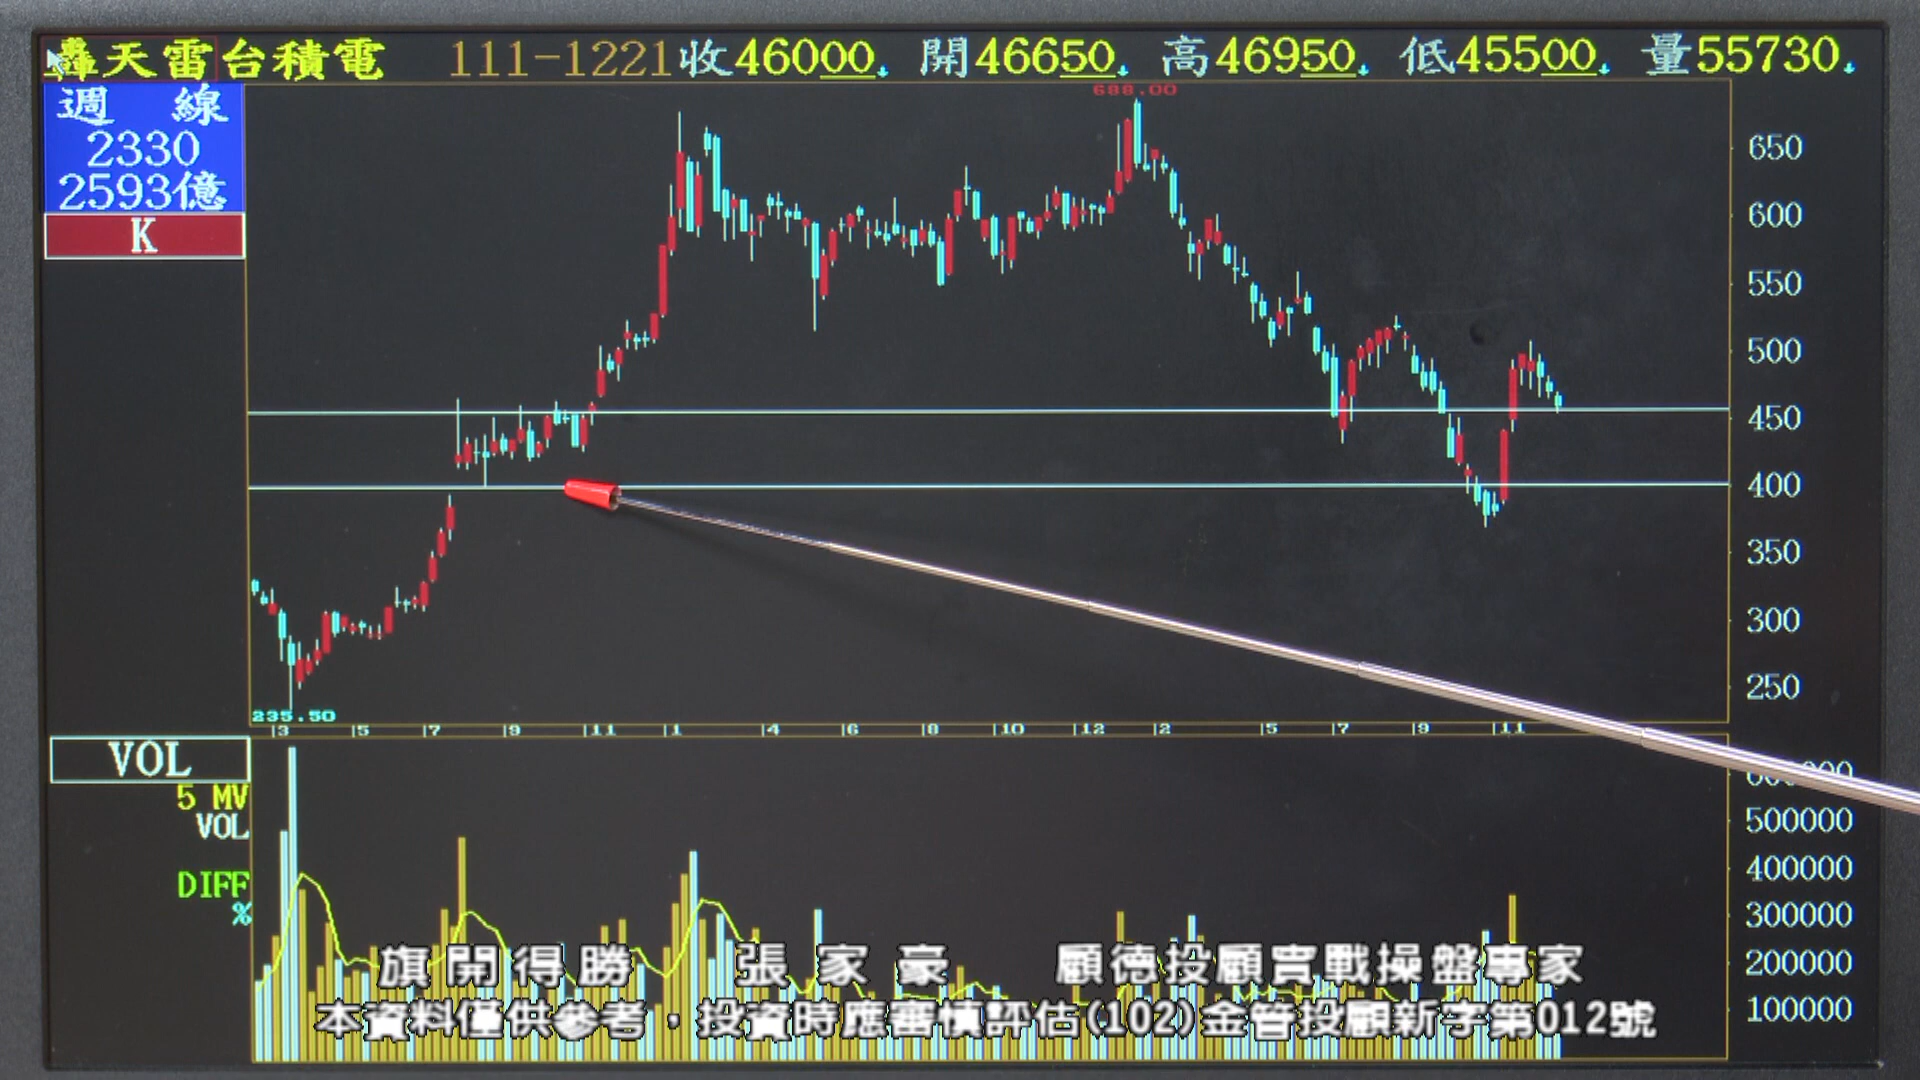 轟天雷台積電 111-1221收46000 開46650 高46950 低45500 量55730
週 線
2330
2593億
K
688.00
650
600
550
500
450
400
350
300
250
235.50
3 5 7 9 11 1 4 6 8 10 12 2 5 7 9 11
VOL
5 MV
VOL
DIFF
%
500000
400000
300000
200000
100000
旗開得勝 張家豪 顧德投顧實戰操盤專家
本資料僅供參考,投資時應審慎評估(102)金管投顧新字第012號